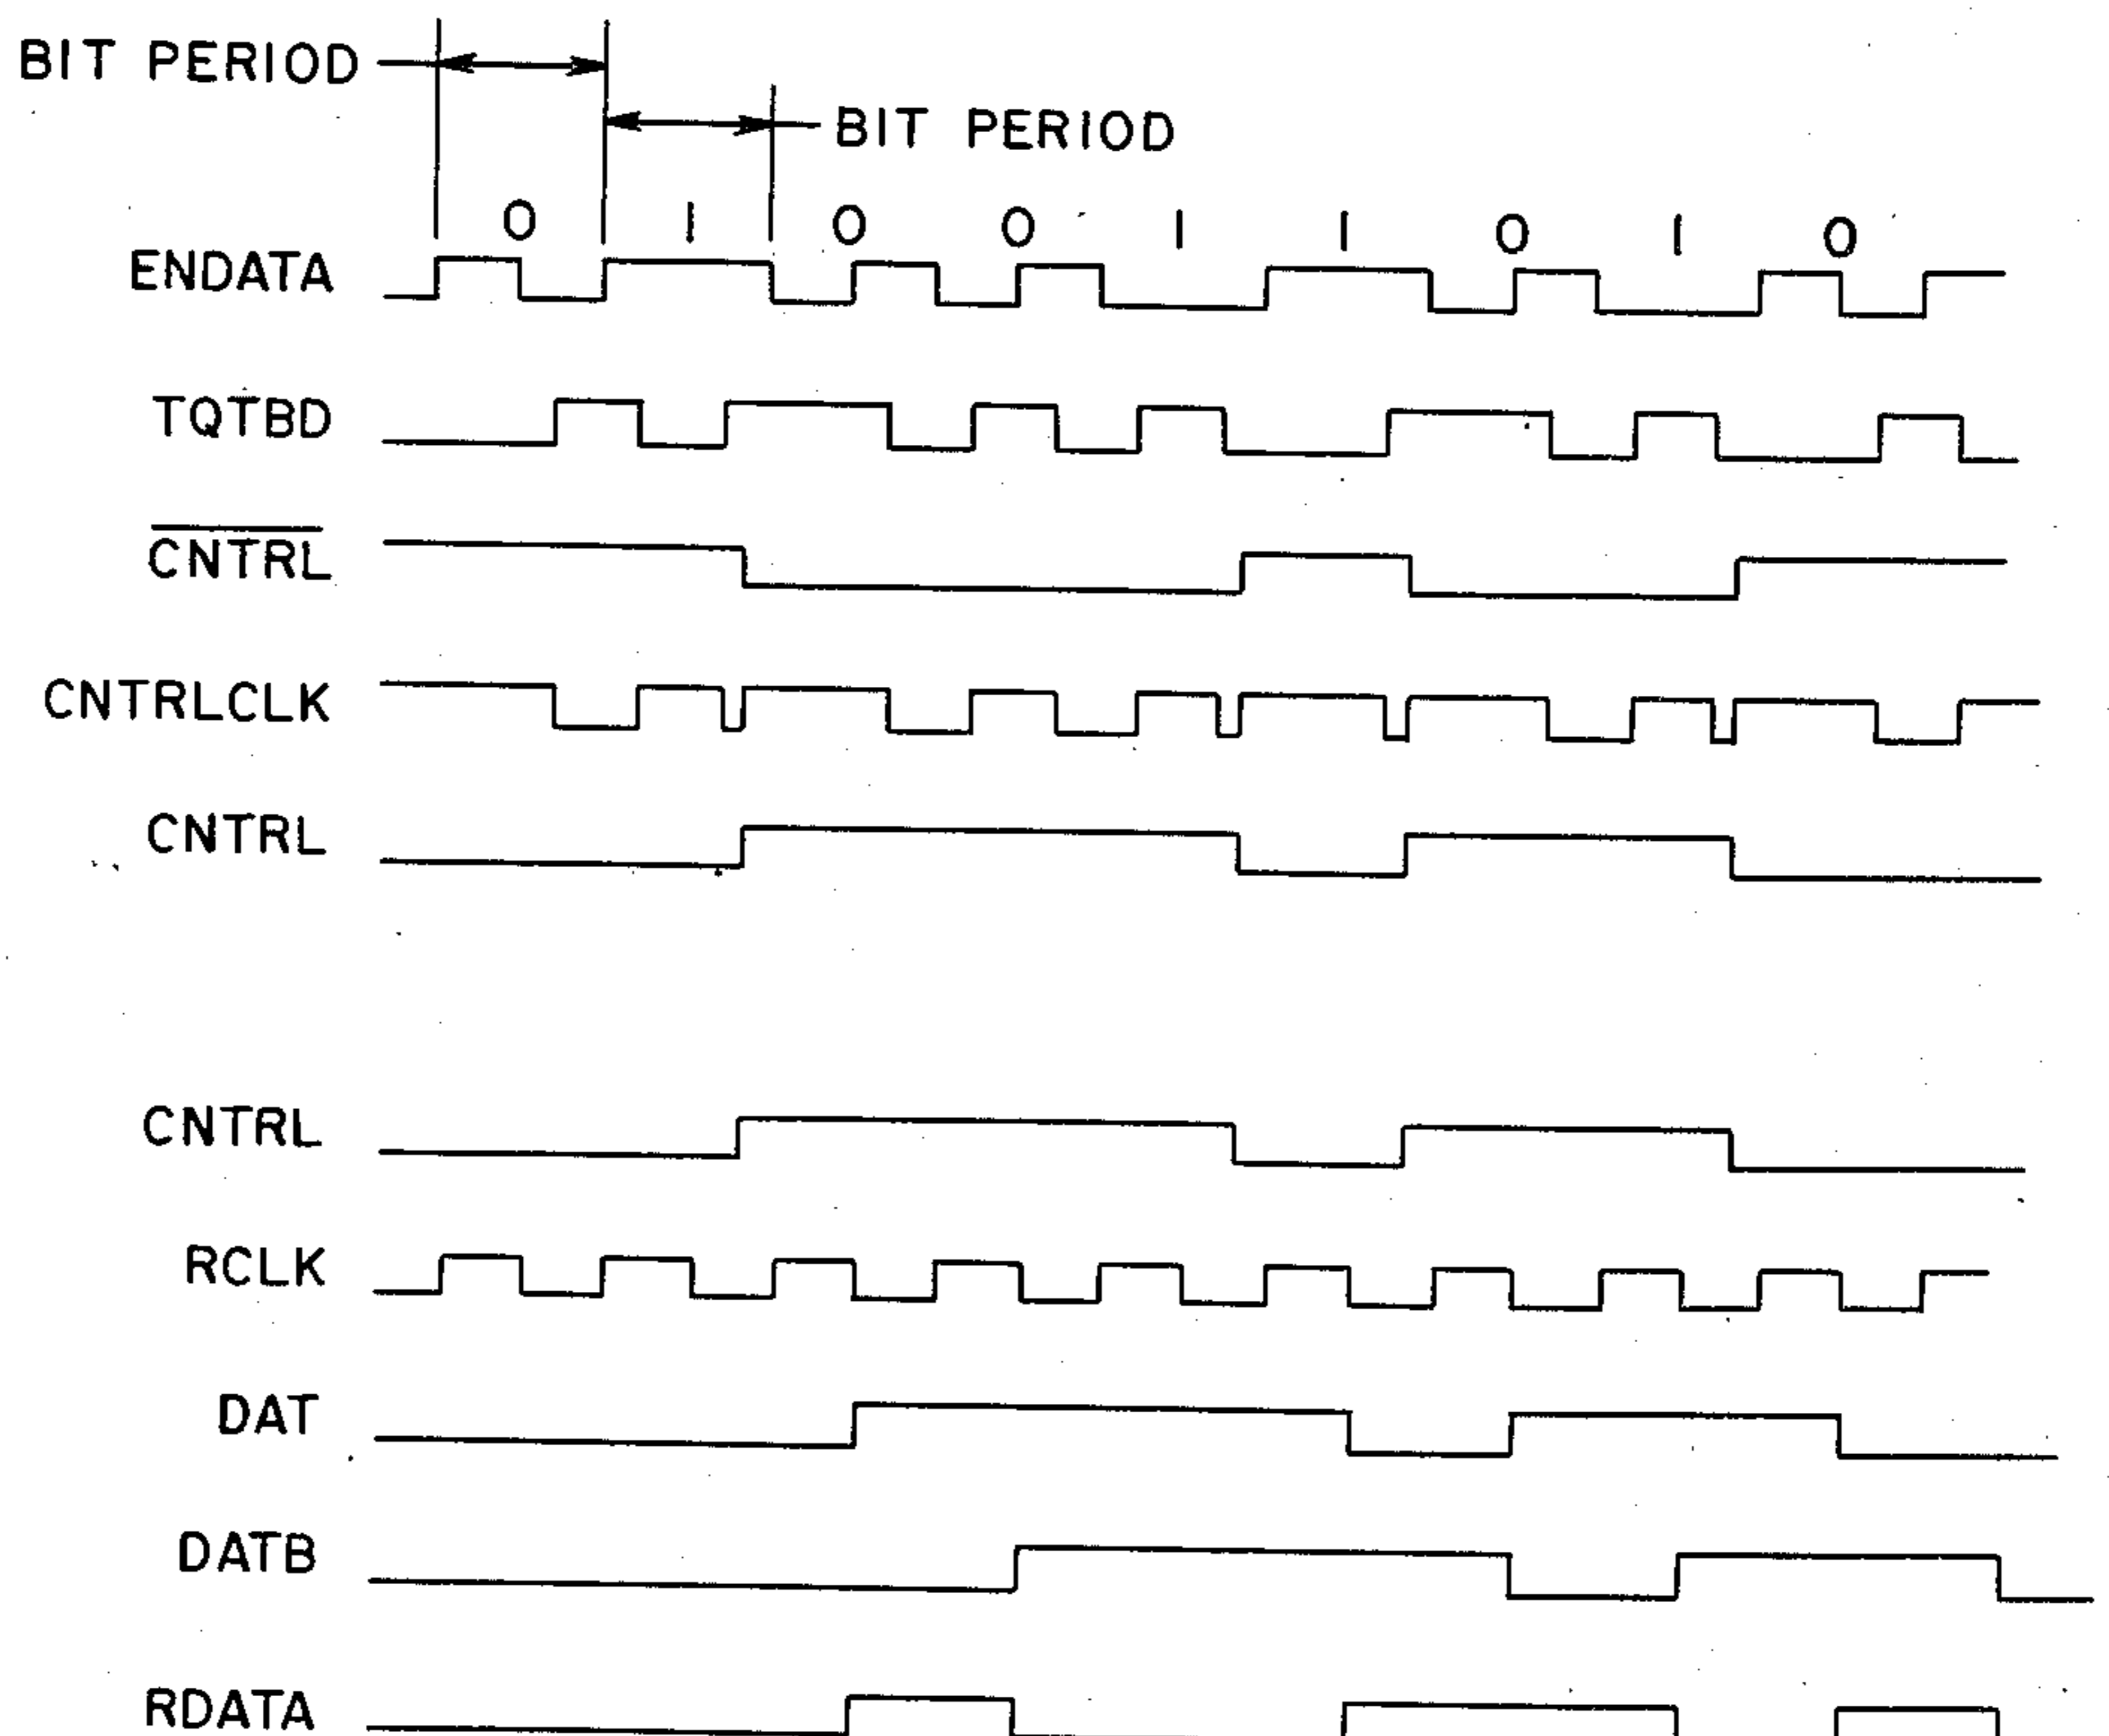 BIT PERIOD
BIT PERIOD
0 1 0 0 1 1 0 1 0
ENDATA
TQTBD
CNTRL
CNTRLCLK
CNTRL
CNTRL
RCLK
DAT
DATB
RDATA